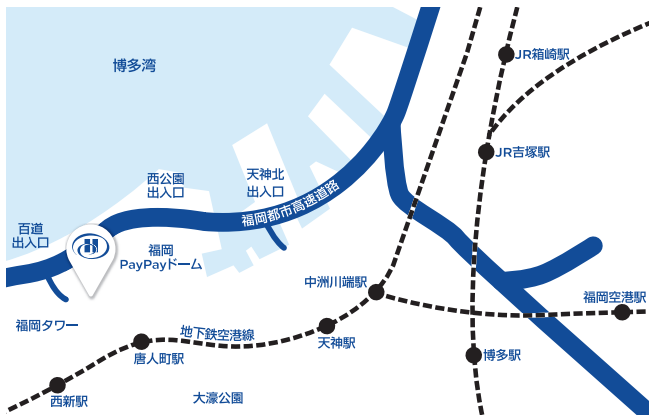 博多湾
JR箱崎駅
JR吉塚駅
西公園
出入口
天神北
出入口
福岡都市高速道路
百道
出入口
H
福岡
PayPayドーム
中洲川端駅
福岡空港駅
福岡タワー
地下鉄空港線
天神駅
唐人町駅
博多駅
西新駅
大濠公園